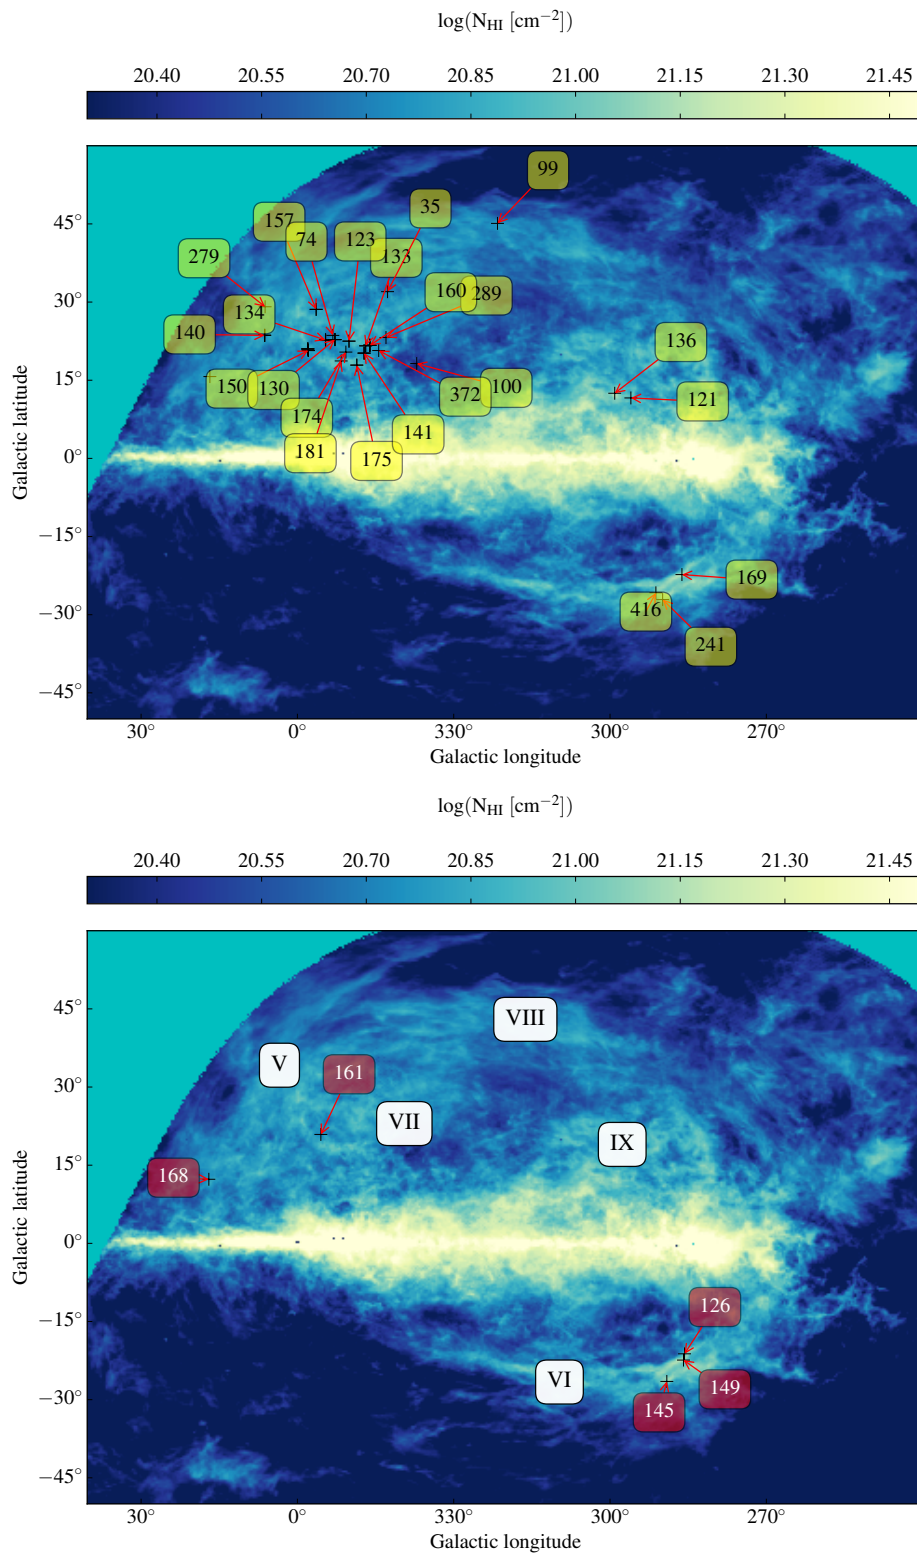 log(N_HI [cm⁻²])
20.40 20.55 20.70 20.85 21.00 21.15 21.30 21.45
99
35
157
74 123
133
279
160 289
134
140
136
150 130
372 100
121
174
141
181
175
169
416
241
45°
30°
15°
0°
−15°
−30°
−45°
Galactic latitude
30° 0° 330° 300° 270°
Galactic longitude
log(N_HI [cm⁻²])
20.40 20.55 20.70 20.85 21.00 21.15 21.30 21.45
VIII
V
161
VII
IX
168
126
VI
149
145
45°
30°
15°
0°
−15°
−30°
−45°
Galactic latitude
30° 0° 330° 300° 270°
Galactic longitude